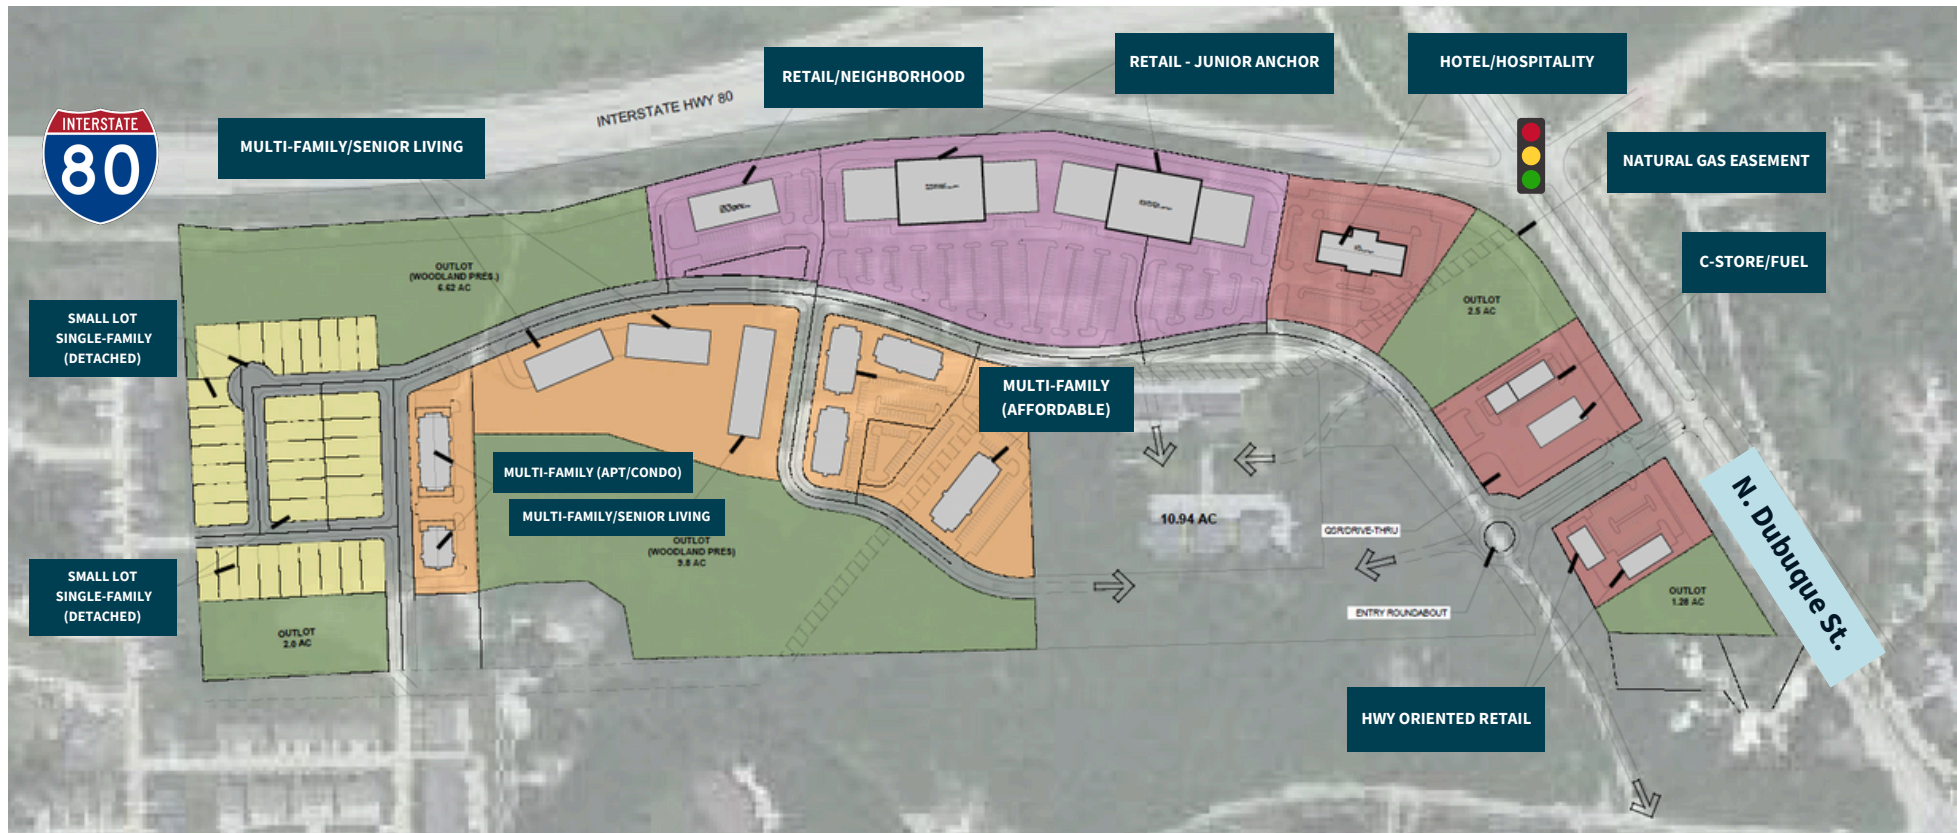 RETAIL/NEIGHBORHOOD
RETAIL - JUNIOR ANCHOR
HOTEL/HOSPITALITY
INTERSTATE HWY 80
INTERSTATE
80
MULTI-FAMILY/SENIOR LIVING
NATURAL GAS EASEMENT
C-STORE/FUEL
OUTLOT
(WOODLAND PRES.)
6.62 AC
OUTLOT
2.5 AC
SMALL LOT
SINGLE-FAMILY
(DETACHED)
MULTI-FAMILY
(AFFORDABLE)
MULTI-FAMILY (APT/CONDO)
MULTI-FAMILY/SENIOR LIVING
OUTLOT
(WOODLAND PRES)
9.8 AC
10.94 AC
QSR/DRIVE-THRU
N. Dubuque St.
SMALL LOT
SINGLE-FAMILY
(DETACHED)
OUTLOT
2.0 AC
ENTRY ROUNDABOUT
OUTLOT
1.28 AC
HWY ORIENTED RETAIL